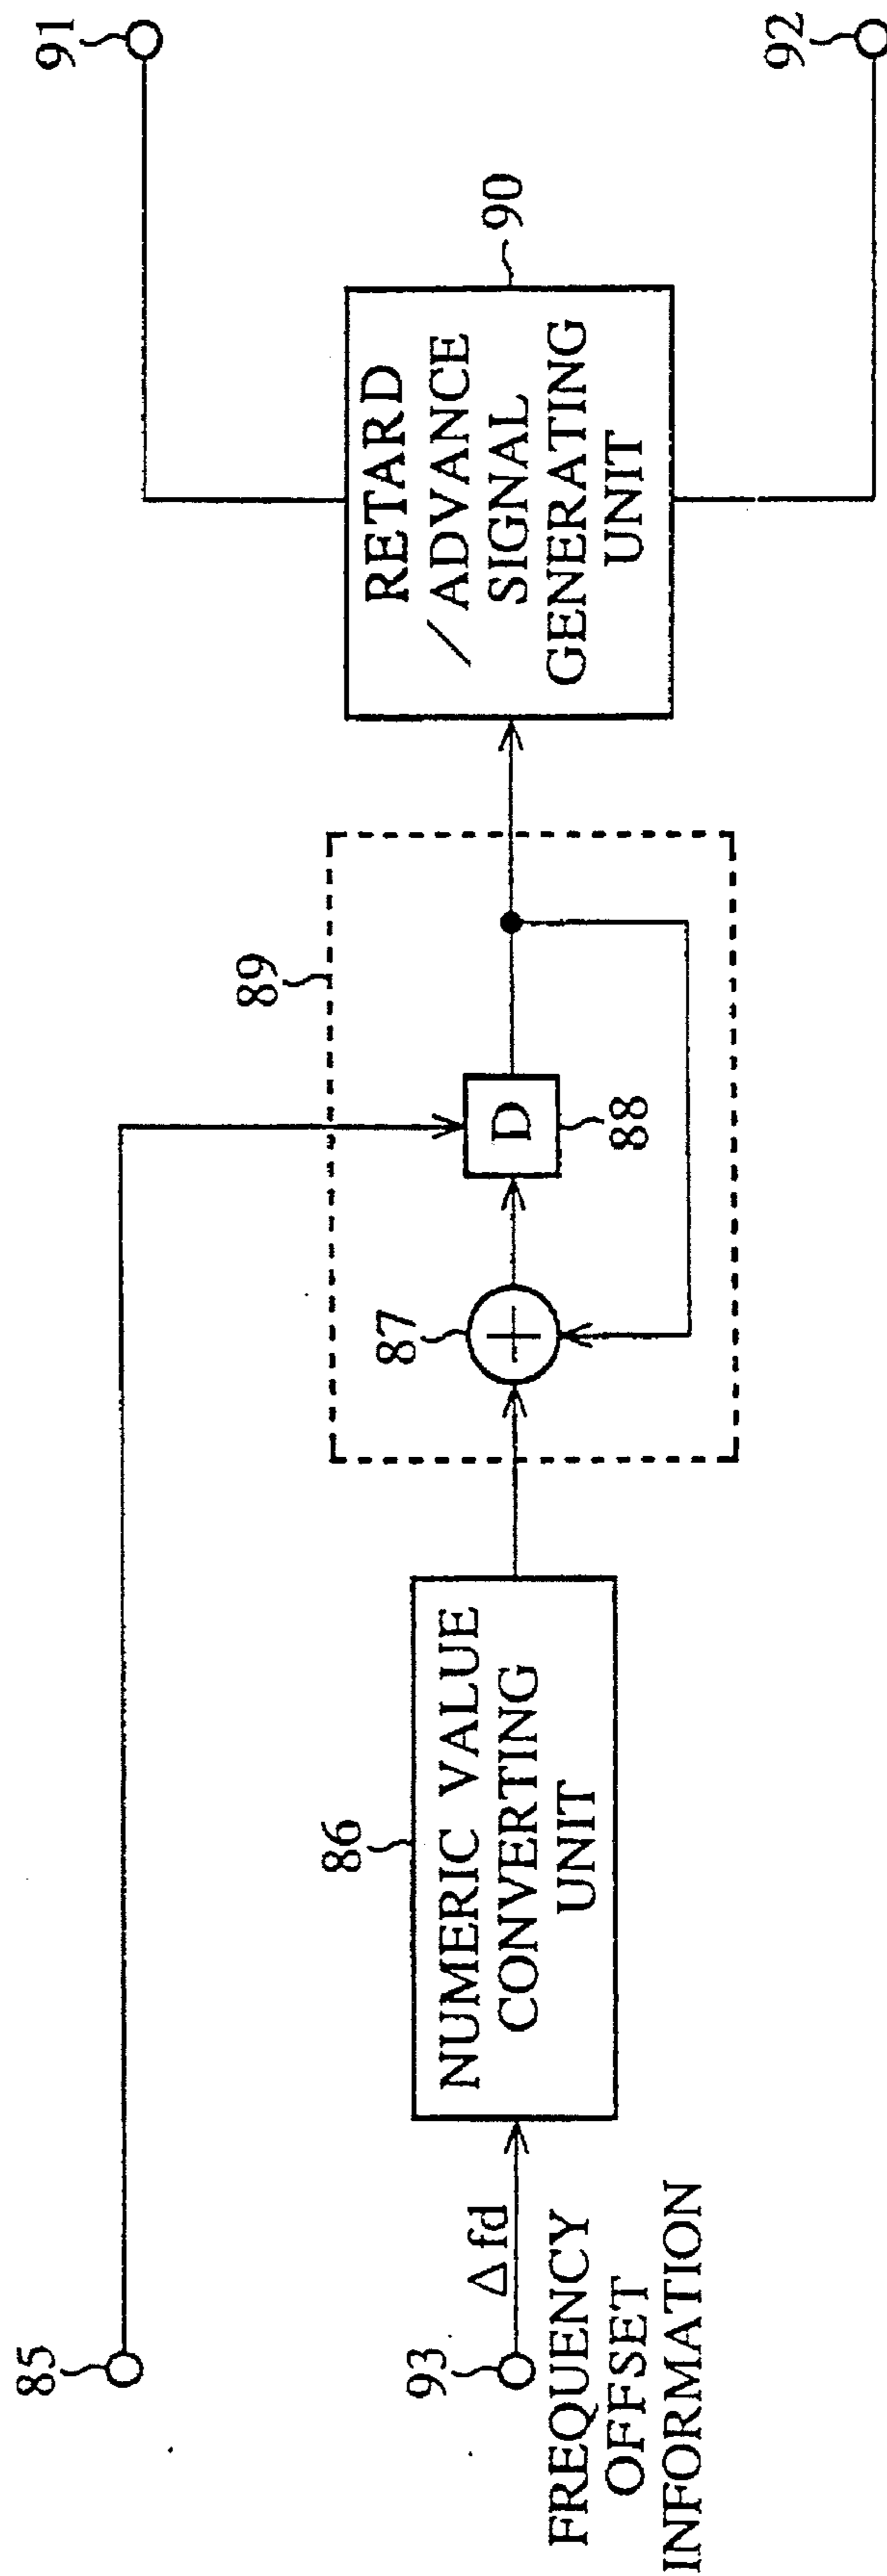 85
93
Δfd
FREQUENCY
OFFSET
INFORMATION
86
NUMERIC VALUE
CONVERTING
UNIT
87
D
88
89
RETARD
/ADVANCE
SIGNAL
GENERATING
UNIT
90
91
92